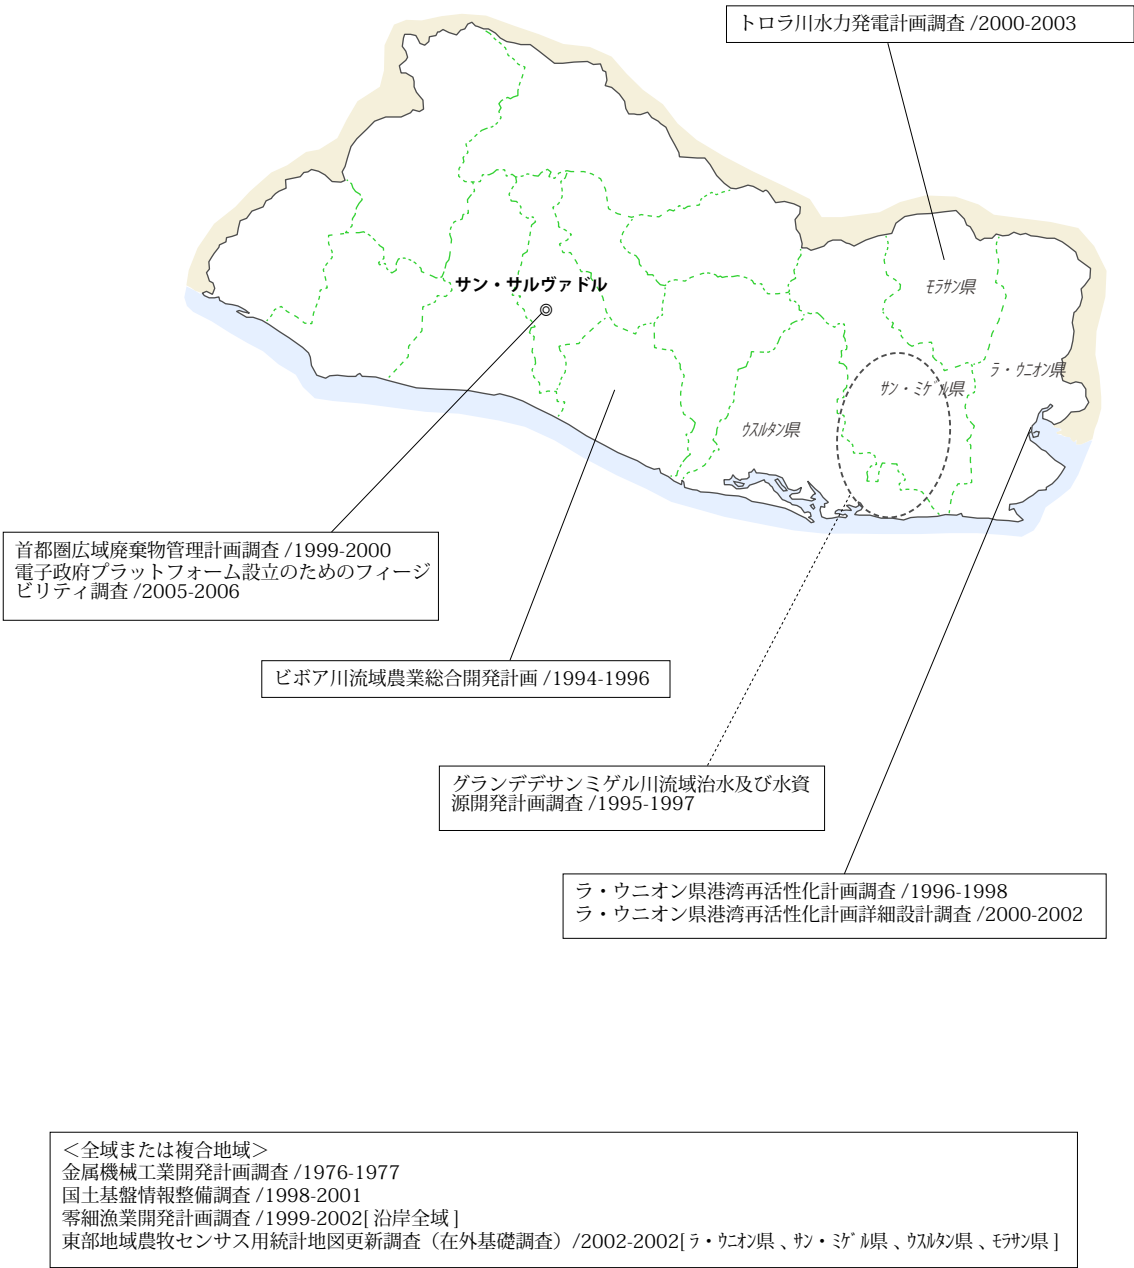 トロラ川水力発電計画調査 /2000-2003
サン・サルヴァドル
モラサン県
ラ・ウニオン県
サン・ミゲル県
ウスルタン県
首都圏広域廃棄物管理計画調査 /1999-2000
電子政府プラットフォーム設立のためのフィージ
ビリティ調査 /2005-2006
ビボア川流域農業総合開発計画 /1994-1996
グランデデサンミゲル川流域治水及び水資
源開発計画調査 /1995-1997
ラ・ウニオン県港湾再活性化計画調査 /1996-1998
ラ・ウニオン県港湾再活性化計画詳細設計調査 /2000-2002
＜全域または複合地域＞
金属機械工業開発計画調査 /1976-1977
国土基盤情報整備調査 /1998-2001
零細漁業開発計画調査 /1999-2002[ 沿岸全域 ]
東部地域農牧センサス用統計地図更新調査（在外基礎調査）/2002-2002[ ラ・ウニオン県 、サン・ミゲル県 、ウスルタン県 、モラサン県 ]